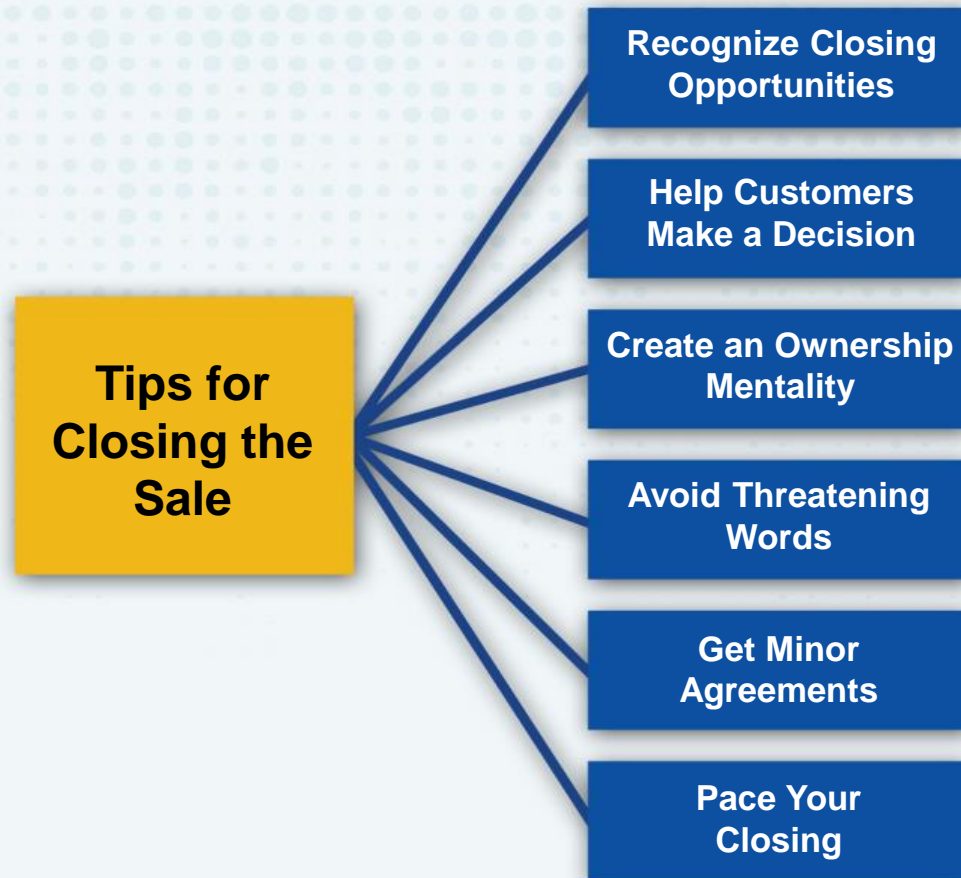 Recognize Closing
Opportunities
Help Customers
Make a Decision
Create an Ownership
Mentality
Tips for
Closing the
Sale
Avoid Threatening
Words
Get Minor
Agreements
Pace Your
Closing